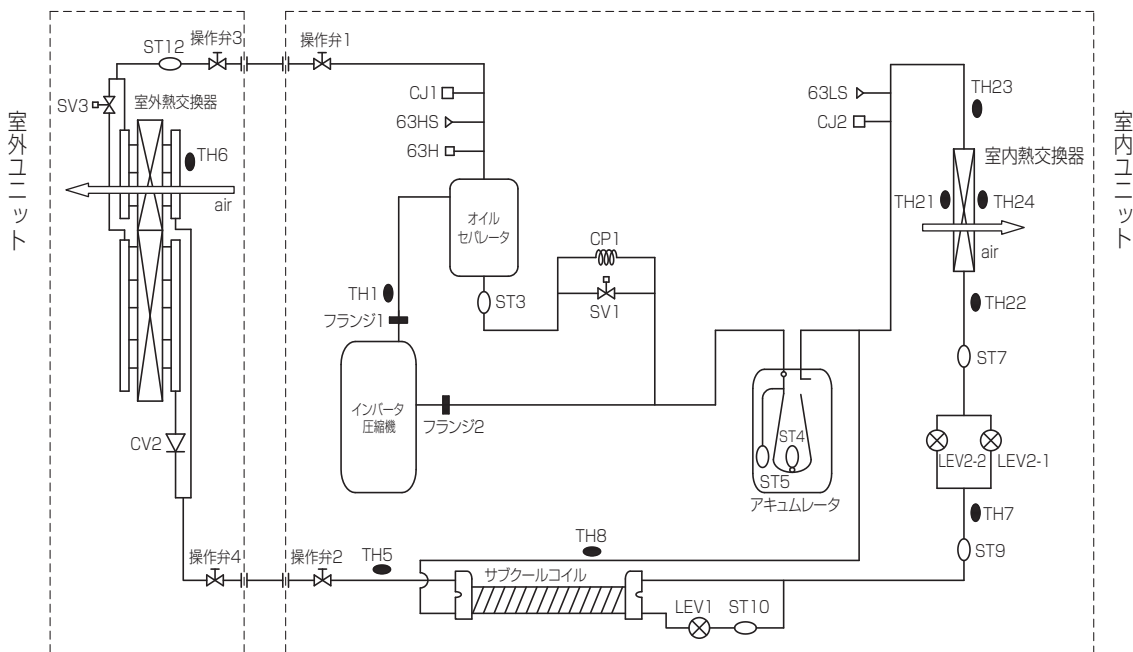 室外ユニット
ST12
操作弁3
操作弁1
SV3
室外熱交換器
TH6
air
CJ1
63HS
63H
オイル
セパレータ
CP1
SV1
ST3
TH1
フランジ1
インバータ
圧縮機
フランジ2
63LS
CJ2
TH23
室内熱交換器
TH21
TH24
air
TH22
ST7
LEV2-2
LEV2-1
ST4
ST5
アキュムレータ
TH7
ST9
CV2
操作弁4
操作弁2
TH5
TH8
サブクールコイル
LEV1
ST10
室内ユニット